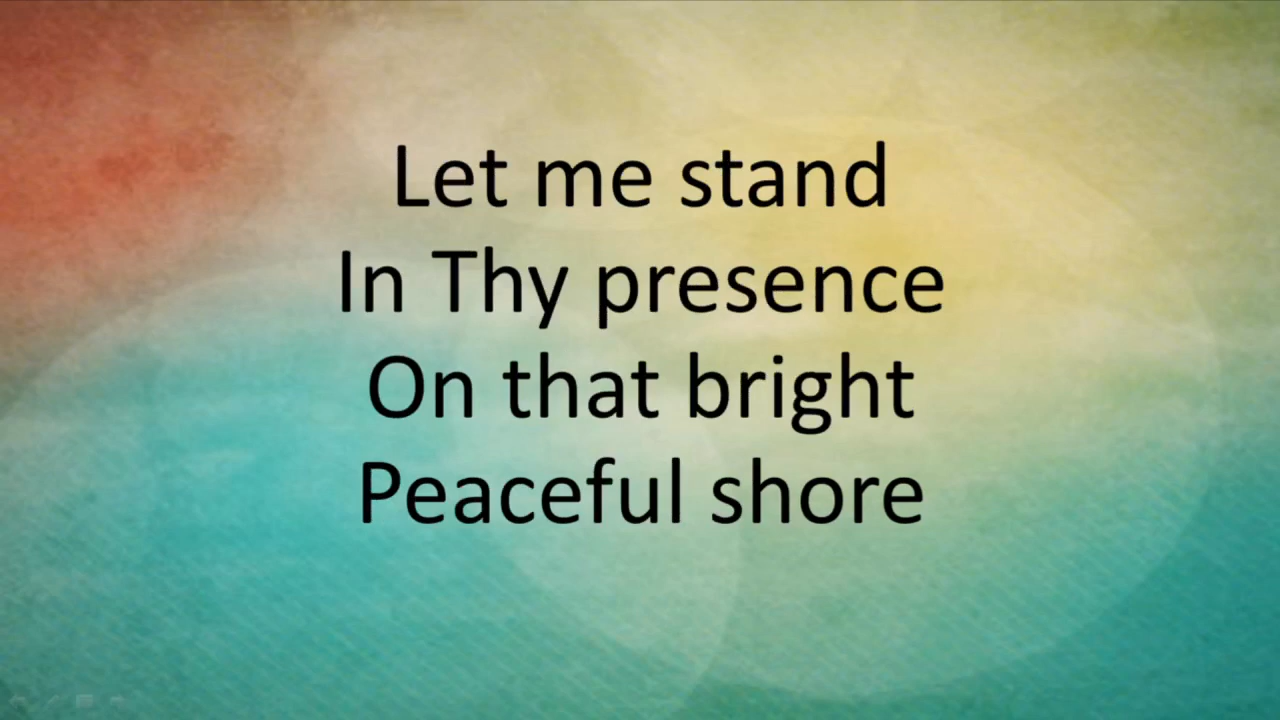 Let me stand
In Thy presence
On that bright
Peaceful shore